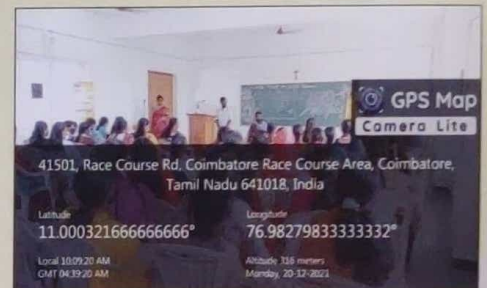 GPS Map
Camera Lite
41501, Race Course Rd, Coimbatore Race Course Area, Coimbatore,
Tamil Nadu 641018, India
Latitude
11.000321666666666°
Longitude
76.98279833333332°
Local 10:09:20 AM
GMT 04:39:20 AM
Altitude 316 meters
Monday, 20-12-2021